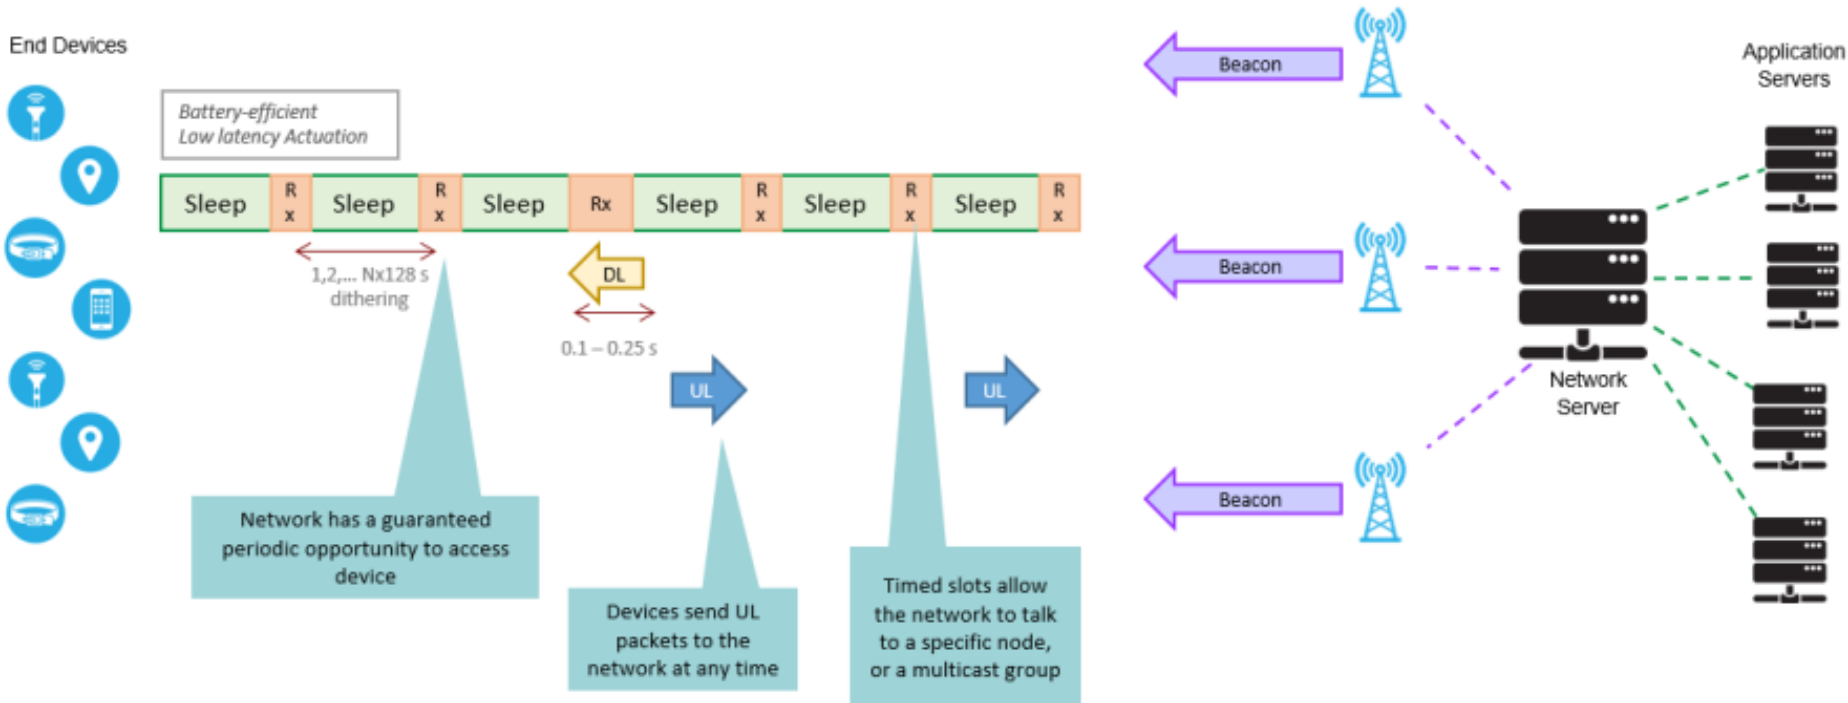 End Devices
Battery-efficient
Low latency Actuation
Sleep
R
x
Sleep
R
x
Sleep
Rx
Sleep
R
x
Sleep
R
x
Sleep
R
x
1,2,... Nx128 s
dithering
DL
0.1 – 0.25 s
UL
UL
Network has a guaranteed
periodic opportunity to access
device
Devices send UL
packets to the
network at any time
Timed slots allow
the network to talk
to a specific node,
or a multicast group
Beacon
Beacon
Beacon
Network
Server
Application
Servers